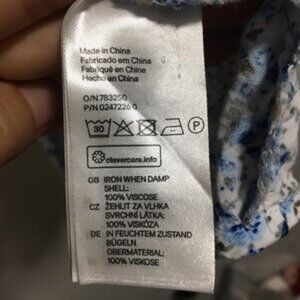 Made in China
Fabricado em China
Fabriqué en Chine
Hecho en China
O/N 783250
P/N 0247226 0
30 P
clevercare.info
GB IRON WHEN DAMP
SHELL:
100% VISCOSE
CZ ŽEHLIT ZA VLHKA
SVRCHNÍ LÁTKA:
100% VISKÓZA
DE IN FEUCHTEM ZUSTAND
BÜGELN
OBERMATERIAL:
100% VISKOSE